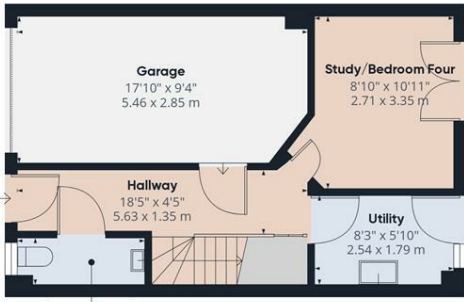 Garage
17'10" x 9'4"
5.46 x 2.85 m
Study/Bedroom Four
8'10" x 10'11"
2.71 x 3.35 m
Hallway
18'5" x 4'5"
5.63 x 1.35 m
Utility
8'3" x 5'10"
2.54 x 1.79 m